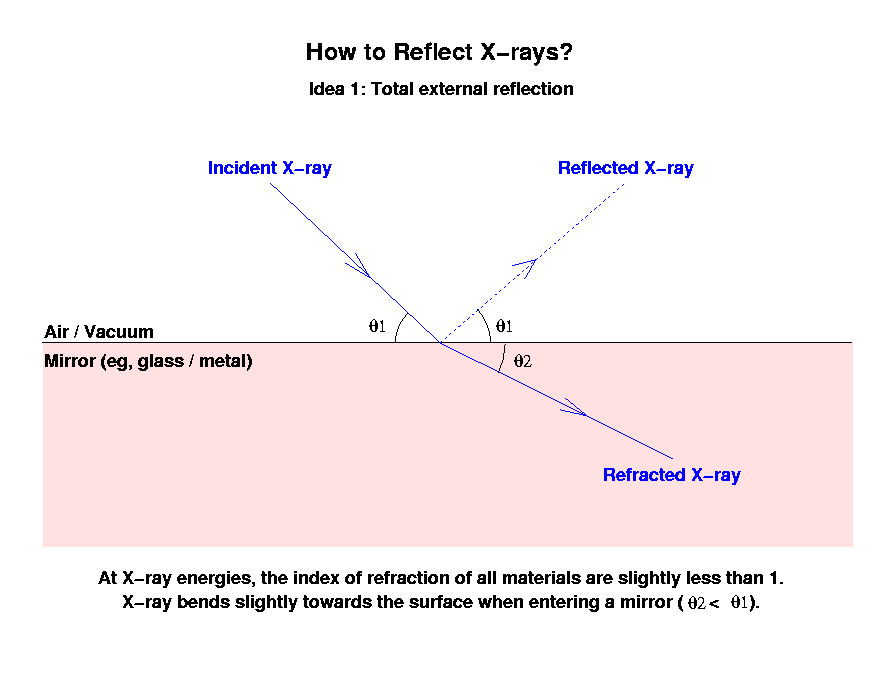 How to Reflect X−rays?
Idea 1: Total external reflection
Incident X−ray
Reflected X−ray
Air / Vacuum
θ1
θ1
Mirror (eg, glass / metal)
θ2
Refracted X−ray
At X−ray energies, the index of refraction of all materials are slightly less than 1.
X−ray bends slightly towards the surface when entering a mirror ( θ2 < θ1).